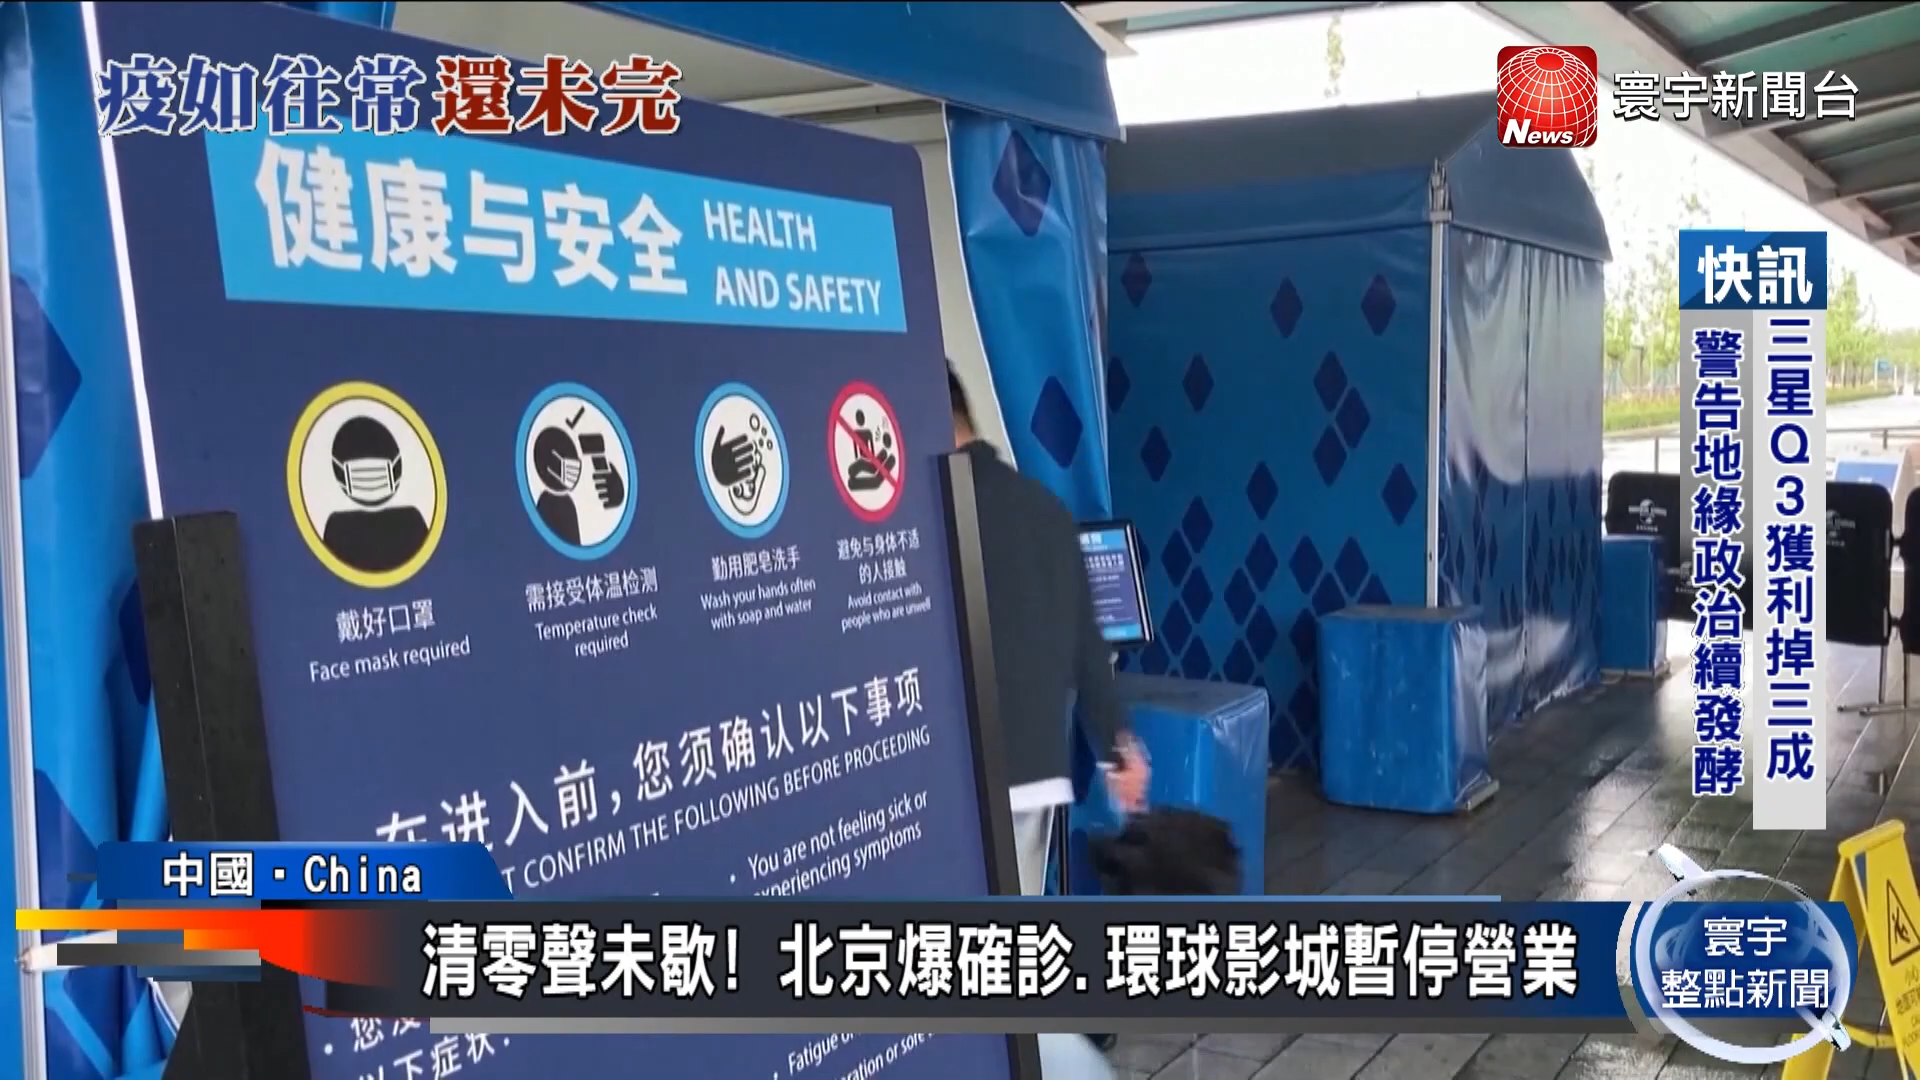 疫如往常還未完
News
寰宇新聞台
快訊
三星Q3獲利掉三成
警告地緣政治續發酵
健康与安全
HEALTH
AND SAFETY
戴好口罩
Face mask required
需接受体温检测
Temperature check
required
勤用肥皂洗手
Wash your hands often
with soap and water
避免与身体不适
的人接触
Avoid contact with
people who are unwell
在进入前，您须确认以下事项
CONFIRM THE FOLLOWING BEFORE PROCEEDING
You are not feeling sick or
experiencing symptoms
中國·China
清零聲未歇! 北京爆確診.環球影城暫停營業
寰宇
整點新聞
以下症状:
Fatigue